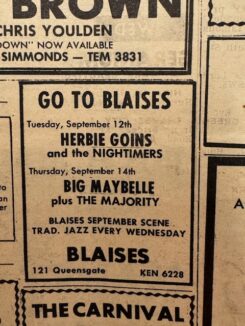 BROWN
CHRIS YOULDEN
DOWN" NOW AVAILABLE
SIMMONDS — TEM 3831
GO TO BLAISES
Tuesday, September 12th
HERBIE GOINS
and the NIGHTIMERS
Thursday, September 14th
BIG MAYBELLE
plus THE MAJORITY
BLAISES SEPTEMBER SCENE
TRAD. JAZZ EVERY WEDNESDAY
BLAISES
121 Queensgate KEN 6228
THE CARNIVAL